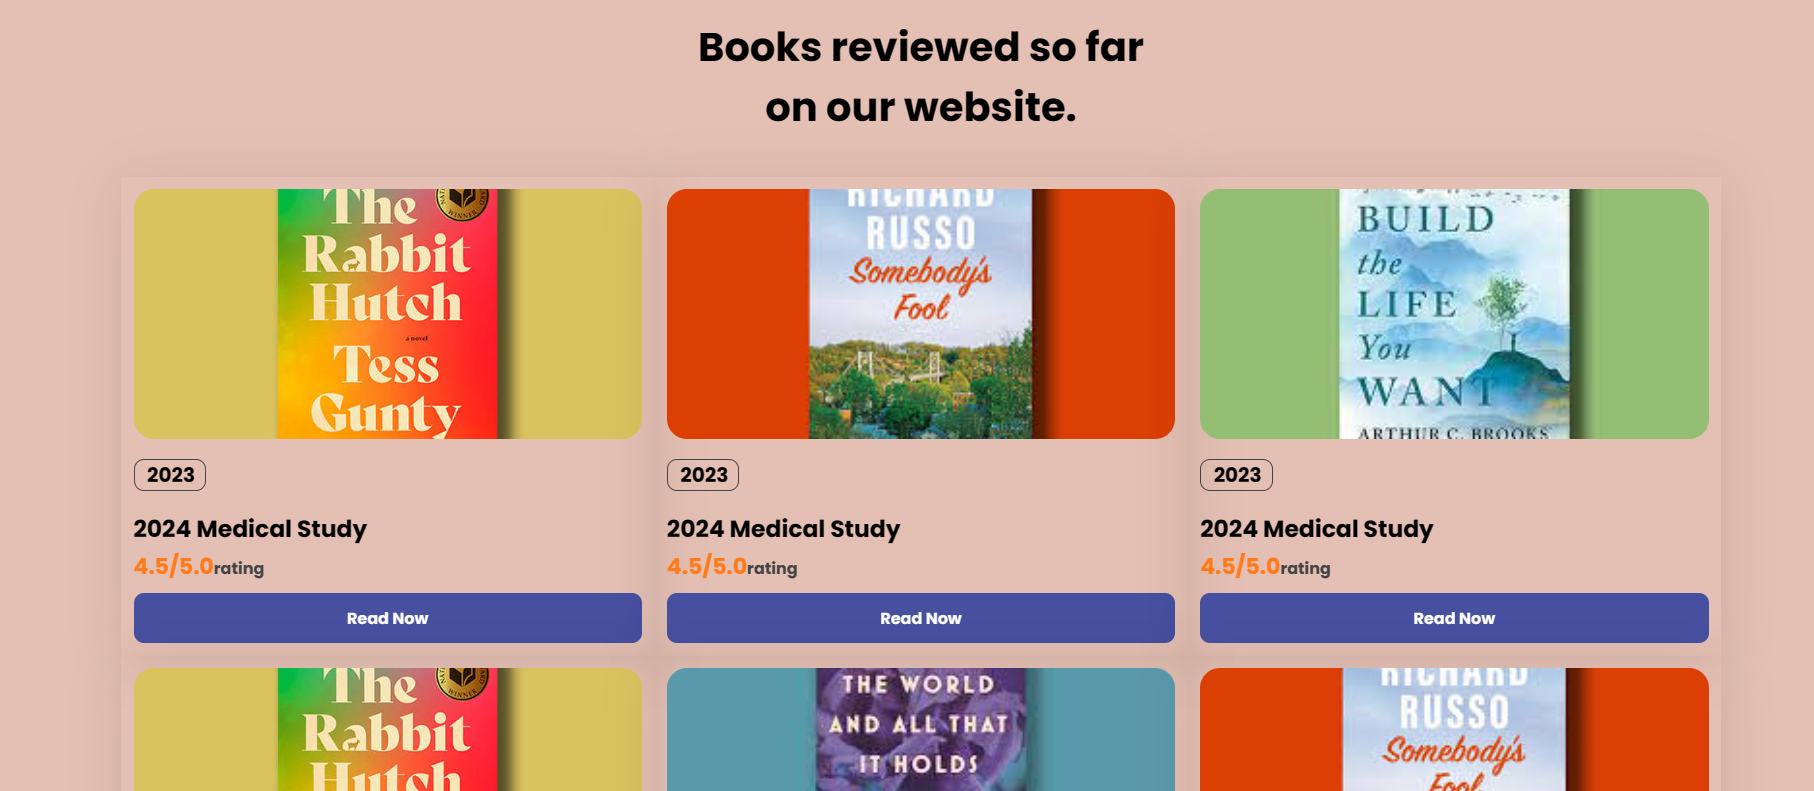 Books reviewed so far
on our website.
The
Rabbit
Hutch
a novel
Tess
Gunty
WINNER
RICHARD
RUSSO
Somebody's
Fool
BUILD
the
LIFE
You
WANT
ARTHUR C. BROOKS
2023
2023
2023
2024 Medical Study
2024 Medical Study
2024 Medical Study
4.5/5.0rating
4.5/5.0rating
4.5/5.0rating
Read Now
Read Now
Read Now
The
Rabbit
Hutch
THE WORLD
AND ALL THAT
IT HOLDS
RICHARD
RUSSO
Somebody's
Fool